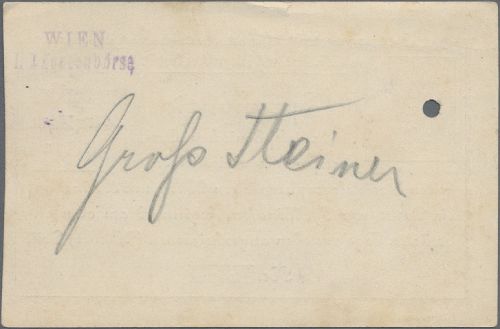 WIEN
I.
Groß Steiner